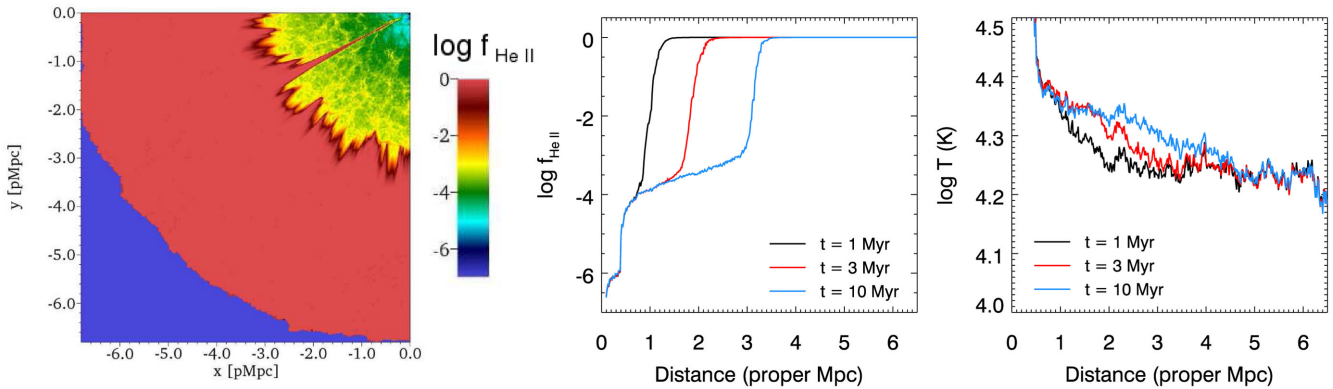 0.0
-1.0
-2.0
-3.0
-4.0
-5.0
-6.0
y [pMpc]
-6.0 -5.0 -4.0 -3.0 -2.0 -1.0 0.0
x [pMpc]
log f He II
0
-2
-4
-6
0
-2
-4
-6
log f He II
t = 1 Myr
t = 3 Myr
t = 10 Myr
0 1 2 3 4 5 6
Distance (proper Mpc)
4.5
4.4
4.3
4.2
4.1
4.0
log T (K)
t = 1 Myr
t = 3 Myr
t = 10 Myr
0 1 2 3 4 5 6
Distance (proper Mpc)